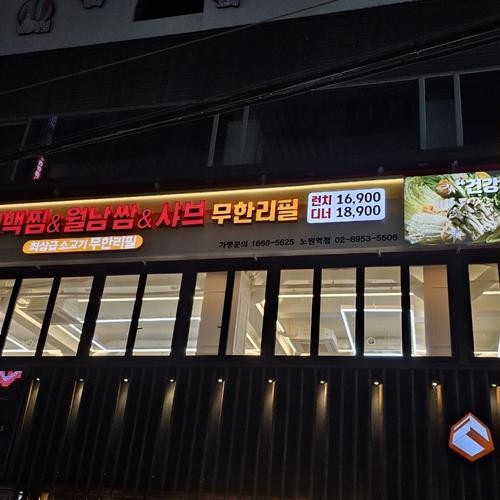 백찜&월남쌈&샤브 무한리필
런치 16,900
디너 18,900
최상급 소고기 무한리필
가맹문의 1666-5625 노원역점 02-6953-5506
건강